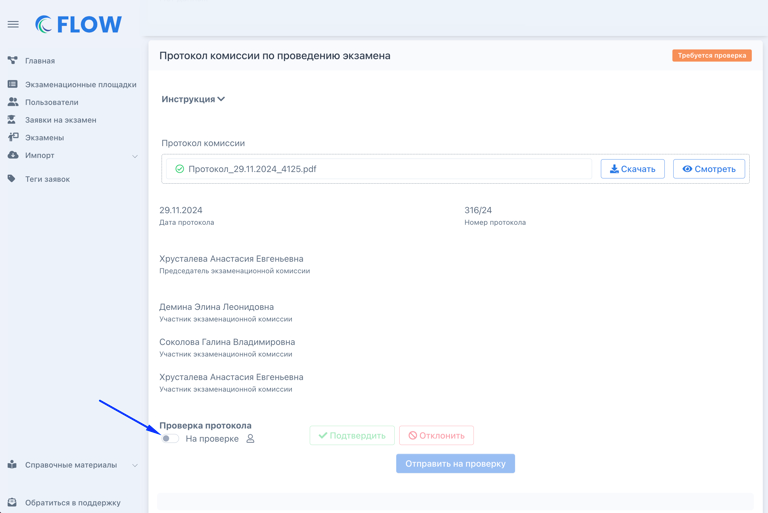 FLOW
Главная
Экзаменационные площадки
Пользователи
Заявки на экзамен
Экзамены
Импорт
Теги заявок
Справочные материалы
Обратиться в поддержку
Протокол комиссии по проведению экзамена
Требуется проверка
Инструкция
Протокол комиссии
Протокол_29.11.2024_4125.pdf
Скачать
Смотреть
29.11.2024
Дата протокола
316/24
Номер протокола
Хрусталева Анастасия Евгеньевна
Председатель экзаменационной комиссии
Демина Элина Леонидовна
Участник экзаменационной комиссии
Соколова Галина Владимировна
Участник экзаменационной комиссии
Хрусталева Анастасия Евгеньевна
Участник экзаменационной комиссии
Проверка протокола
На проверке
Подтвердить
Отклонить
Отправить на проверку